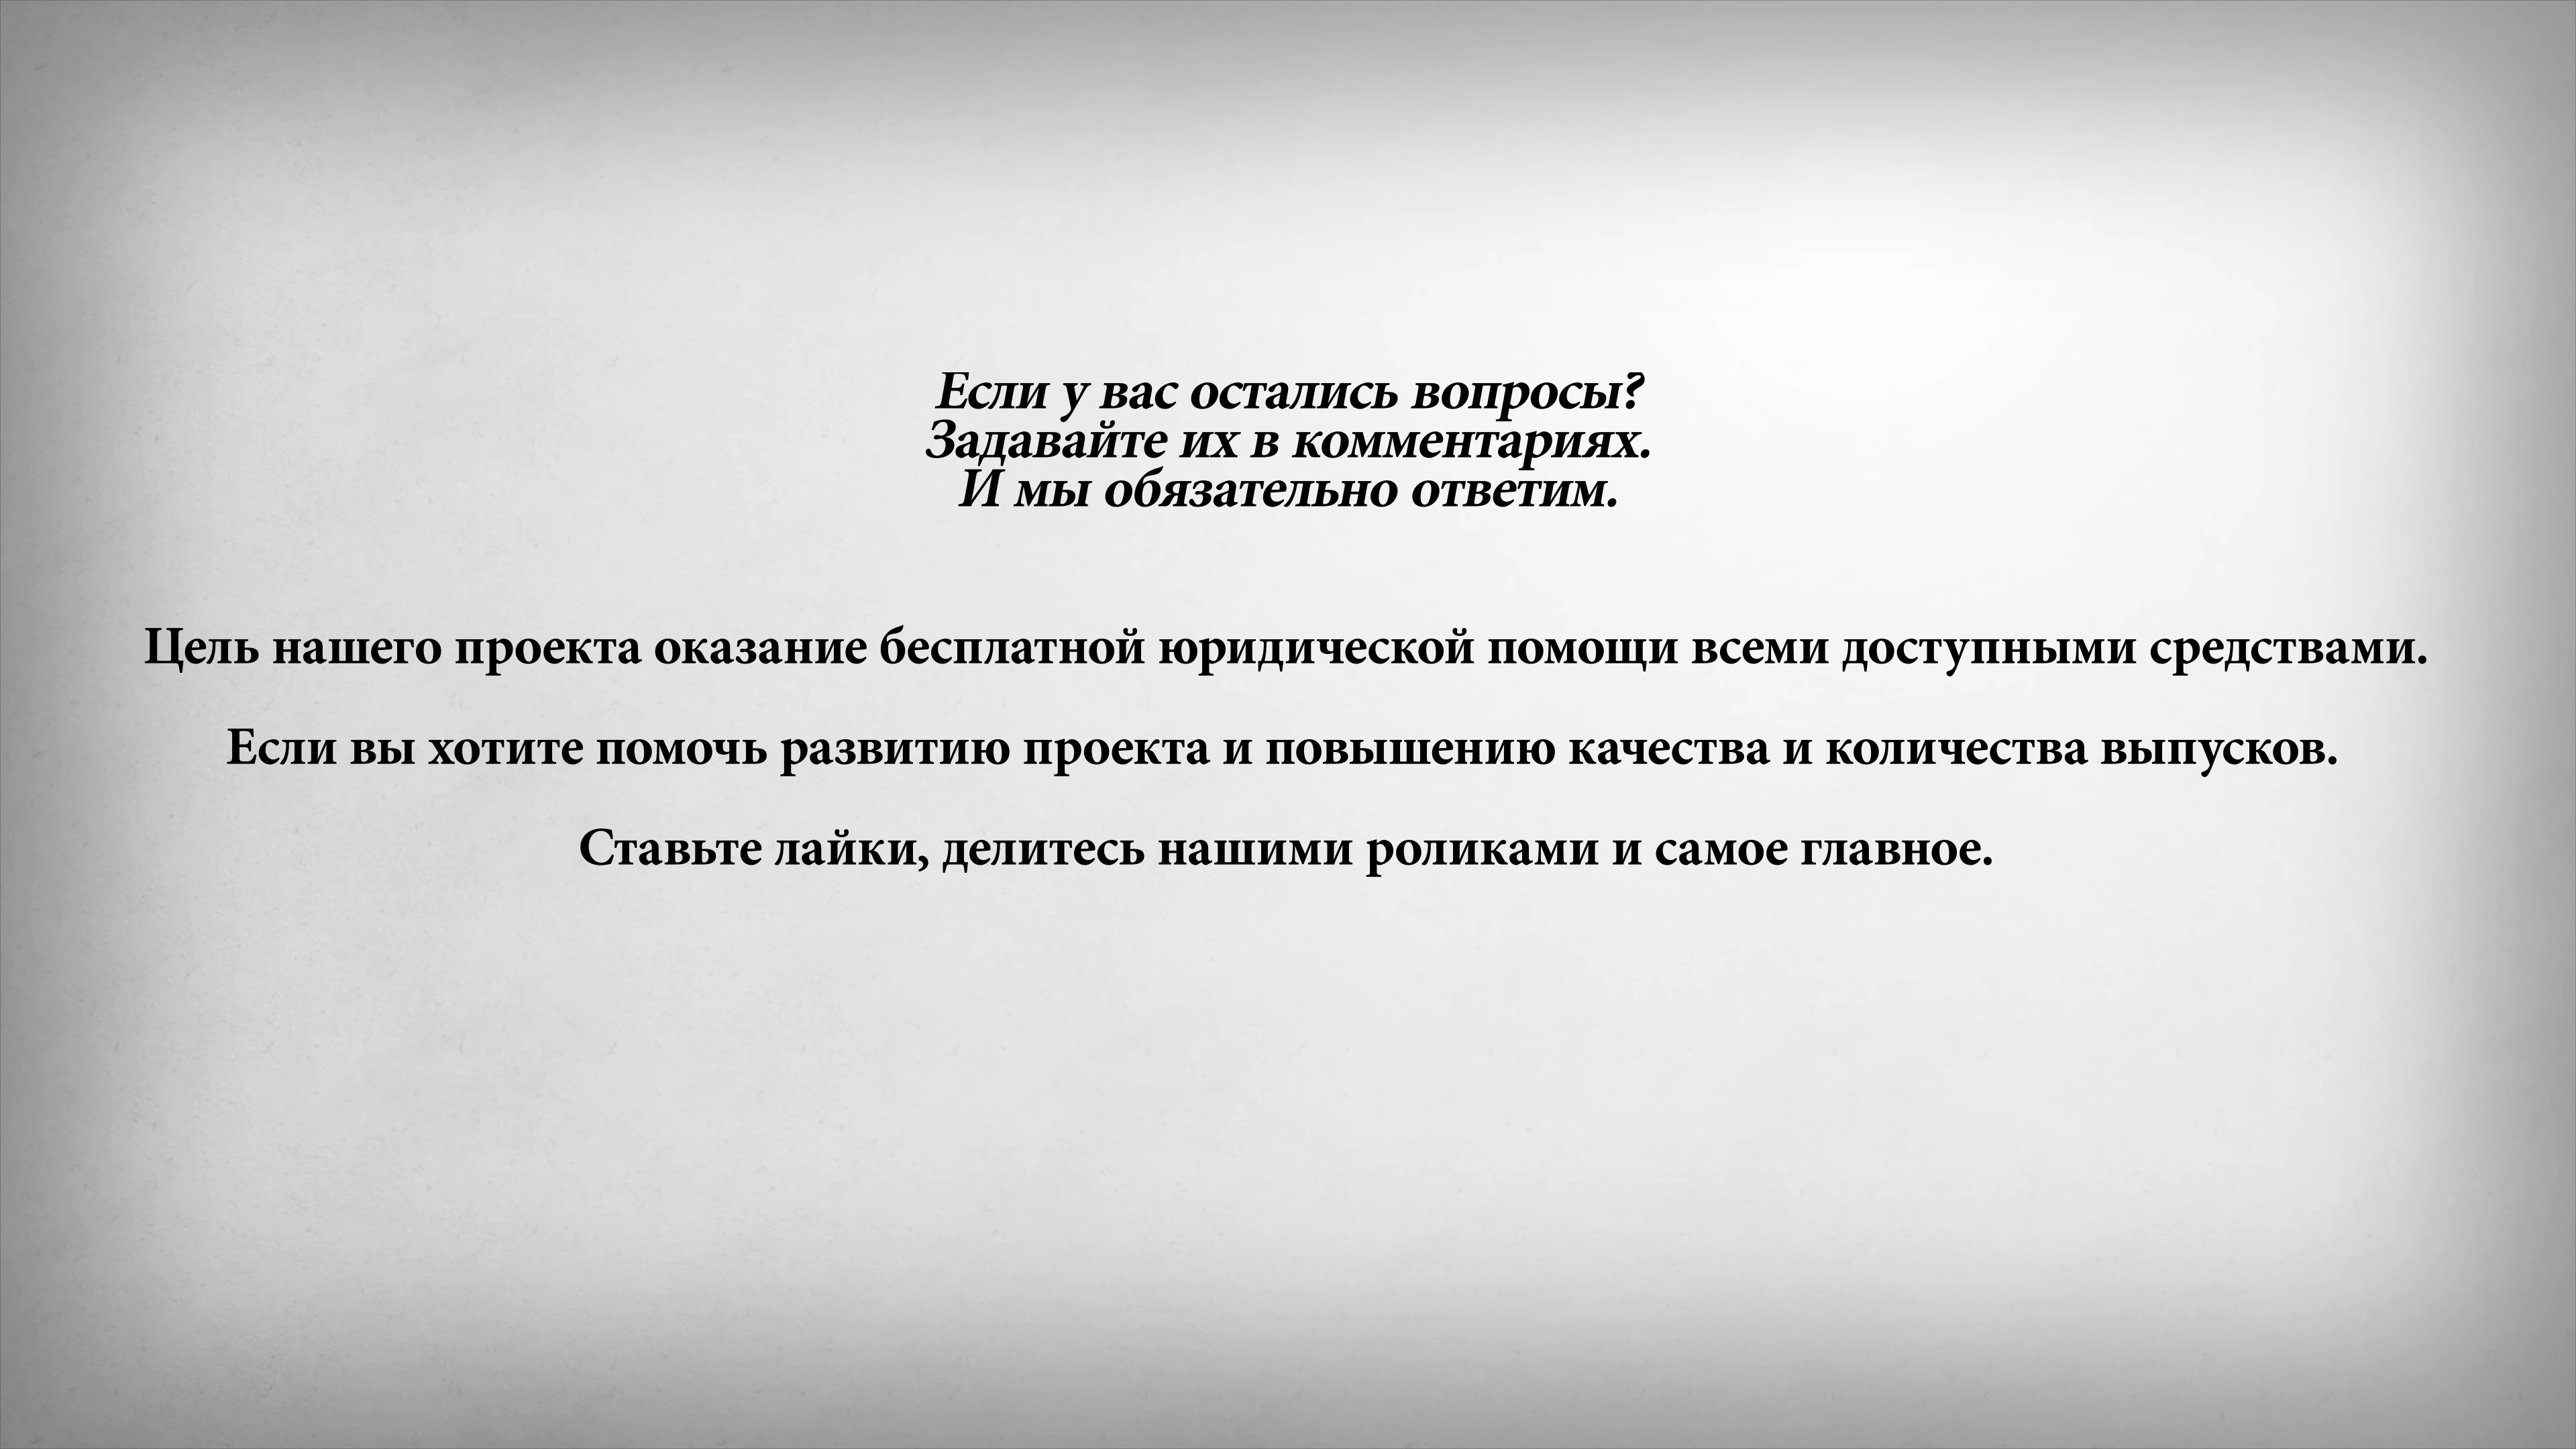 Если у вас остались вопросы?
Задавайте их в комментариях.
И мы обязательно ответим.
Цель нашего проекта оказание бесплатной юридической помощи всеми доступными средствами.
Если вы хотите помочь развитию проекта и повышению качества и количества выпусков.
Ставьте лайки, делитесь нашими роликами и самое главное.